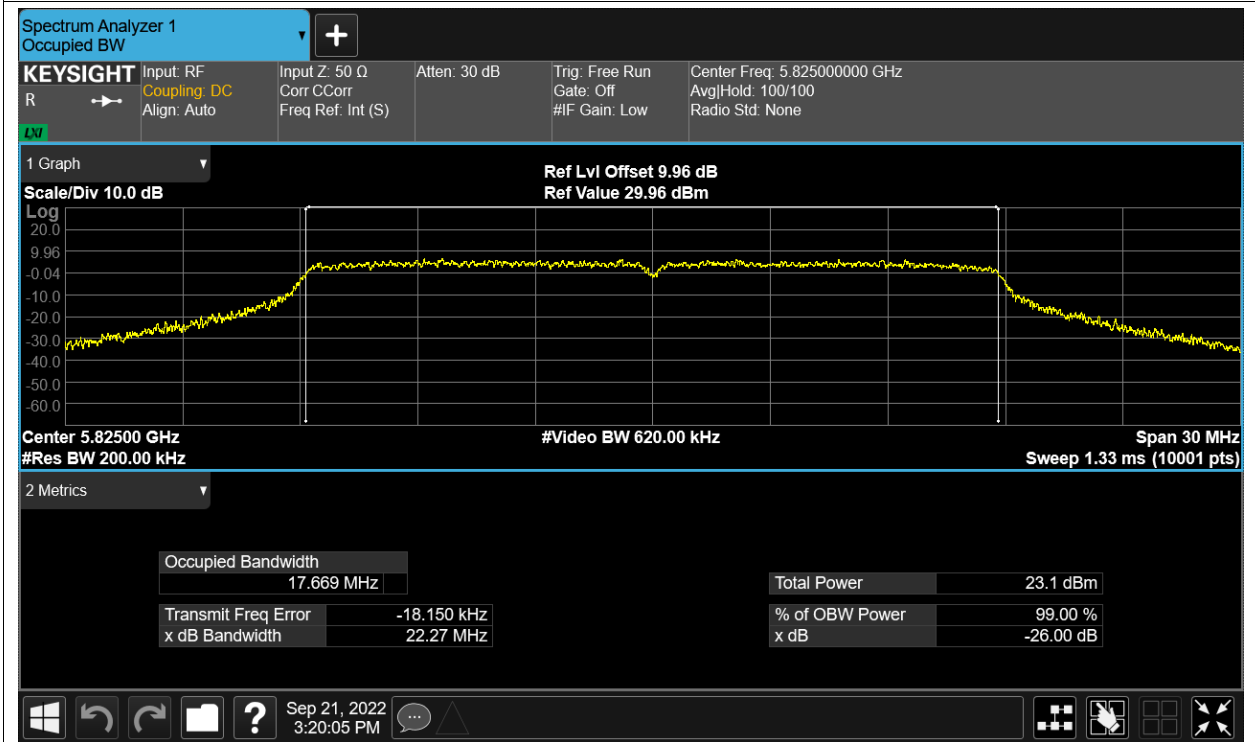 Spectrum Analyzer 1
Occupied BW
KEYSIGHT
R
LXI
Input: RF
Coupling: DC
Align: Auto
Input Z: 50 Ω
Corr CCorr
Freq Ref: Int (S)
Atten: 30 dB
Trig: Free Run
Gate: Off
#IF Gain: Low
Center Freq: 5.825000000 GHz
Avg|Hold: 100/100
Radio Std: None
1 Graph
Scale/Div 10.0 dB
Ref Lvl Offset 9.96 dB
Ref Value 29.96 dBm
Log
20.0
9.96
-0.04
-10.0
-20.0
-30.0
-40.0
-50.0
-60.0
Center 5.82500 GHz
#Video BW 620.00 kHz
Span 30 MHz
#Res BW 200.00 kHz
Sweep 1.33 ms (10001 pts)
2 Metrics
Occupied Bandwidth
17.669 MHz
Transmit Freq Error -18.150 kHz
x dB Bandwidth 22.27 MHz
Total Power 23.1 dBm
% of OBW Power 99.00 %
x dB -26.00 dB
?
Sep 21, 2022
3:20:05 PM